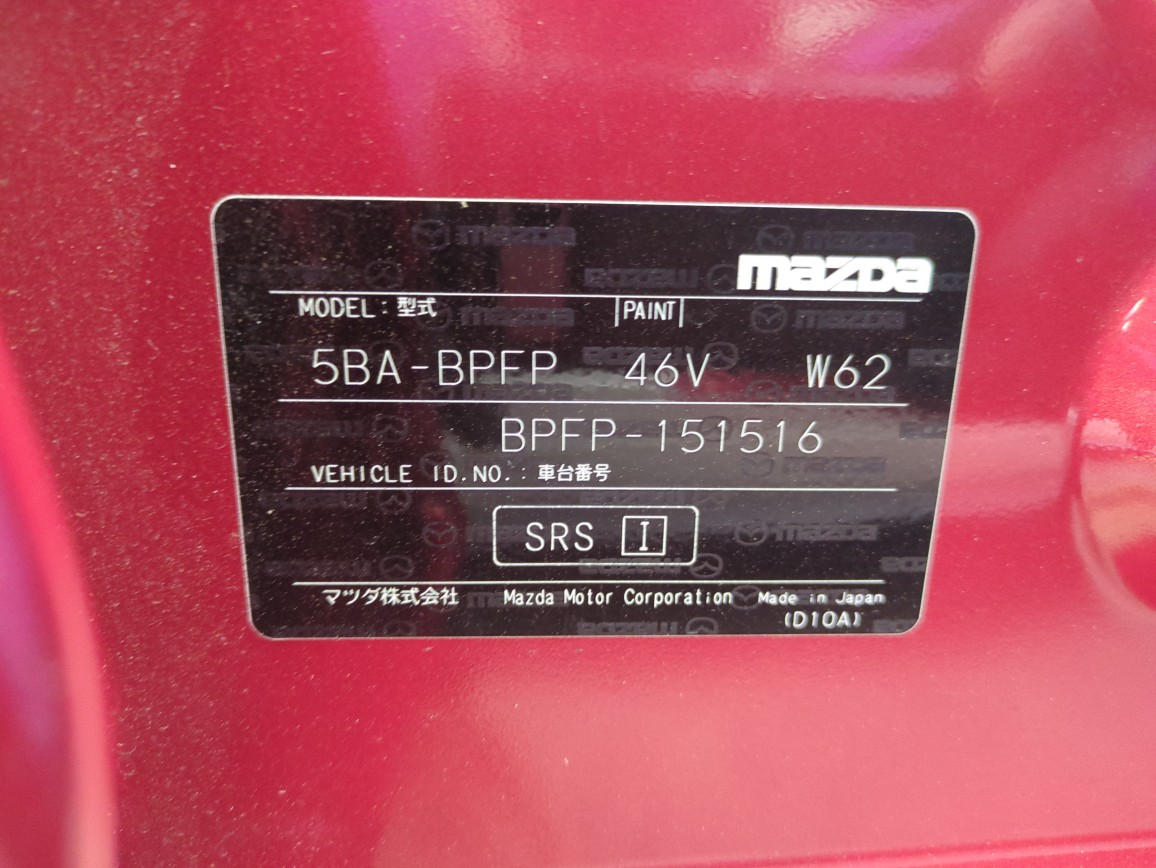 mazda
MODEL:型式 |PAINT|
5BA-BPFP 46V W62
BPFP-151516
VEHICLE ID.NO.:車台番号
SRS I
マツダ株式会社 Mazda Motor Corporation Made in Japan
(D10A)